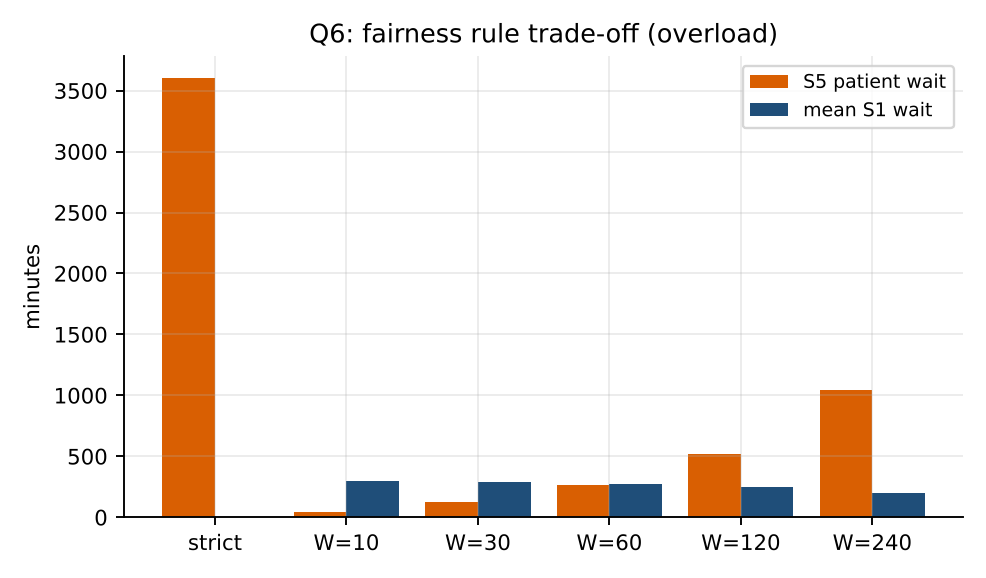 Q6: fairness rule trade-off (overload)
S5 patient wait
mean S1 wait
minutes
3500
3000
2500
2000
1500
1000
500
0
strict W=10 W=30 W=60 W=120 W=240